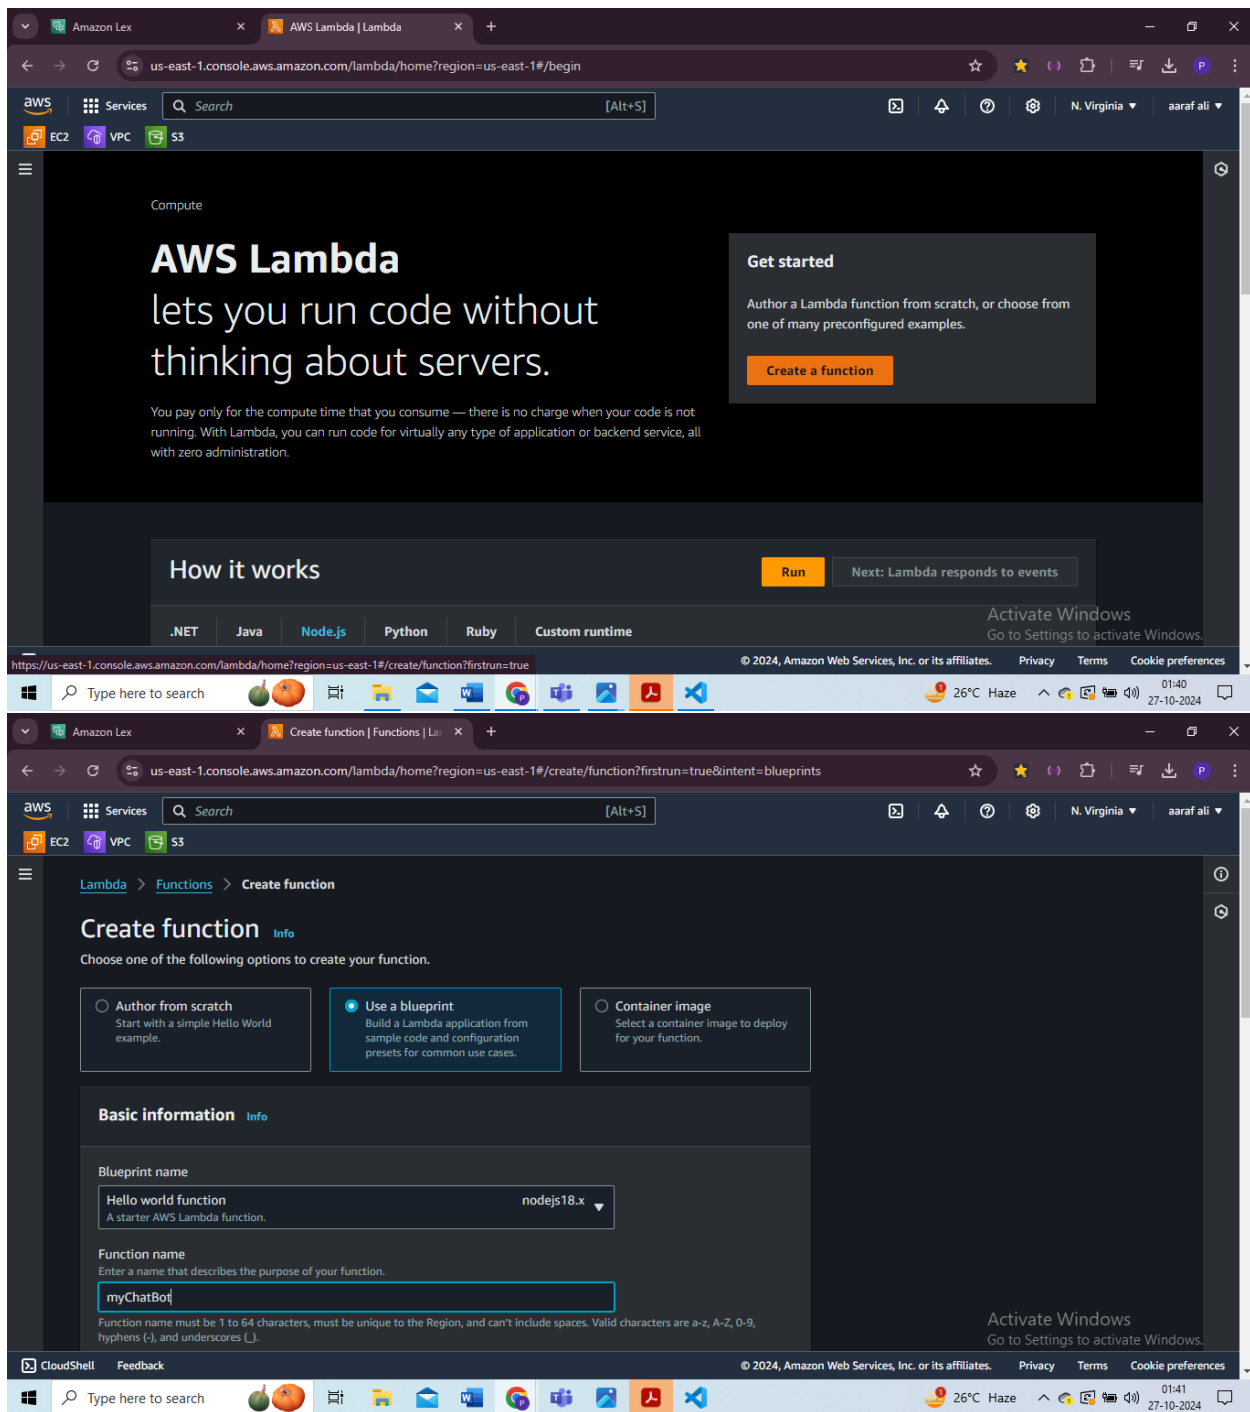 Amazon Lex
AWS Lambda | Lambda
us-east-1.console.aws.amazon.com/lambda/home?region=us-east-1#/begin
P
aws
Services
Search
[Alt+S]
N. Virginia
aaraf ali
EC2
VPC
S3
Compute
AWS Lambda
lets you run code without
thinking about servers.
You pay only for the compute time that you consume — there is no charge when your code is not
running. With Lambda, you can run code for virtually any type of application or backend service, all
with zero administration.
Get started
Author a Lambda function from scratch, or choose from
one of many preconfigured examples.
Create a function
How it works
Run
Next: Lambda responds to events
.NET
Java
Node.js
Python
Ruby
Custom runtime
Activate Windows
Go to Settings to activate Windows.
https://us-east-1.console.aws.amazon.com/lambda/home?region=us-east-1#/create/function?firstrun=true
© 2024, Amazon Web Services, Inc. or its affiliates.
Privacy
Terms
Cookie preferences
Type here to search
26°C Haze
01:40
27-10-2024
Amazon Lex
Create function | Functions | Lar
us-east-1.console.aws.amazon.com/lambda/home?region=us-east-1#/create/function?firstrun=true&intent=blueprints
P
aws
Services
Search
[Alt+S]
N. Virginia
aaraf ali
EC2
VPC
S3
Lambda
Functions
Create function
Create function Info
Choose one of the following options to create your function.
Author from scratch
Start with a simple Hello World
example.
Use a blueprint
Build a Lambda application from
sample code and configuration
presets for common use cases.
Container image
Select a container image to deploy
for your function.
Basic information Info
Blueprint name
Hello world function
nodejs18.x
A starter AWS Lambda function.
Function name
Enter a name that describes the purpose of your function.
myChatBot
Function name must be 1 to 64 characters, must be unique to the Region, and can't include spaces. Valid characters are a-z, A-Z, 0-9,
hyphens (-), and underscores (_).
Activate Windows
Go to Settings to activate Windows.
CloudShell
Feedback
© 2024, Amazon Web Services, Inc. or its affiliates.
Privacy
Terms
Cookie preferences
Type here to search
26°C Haze
01:41
27-10-2024